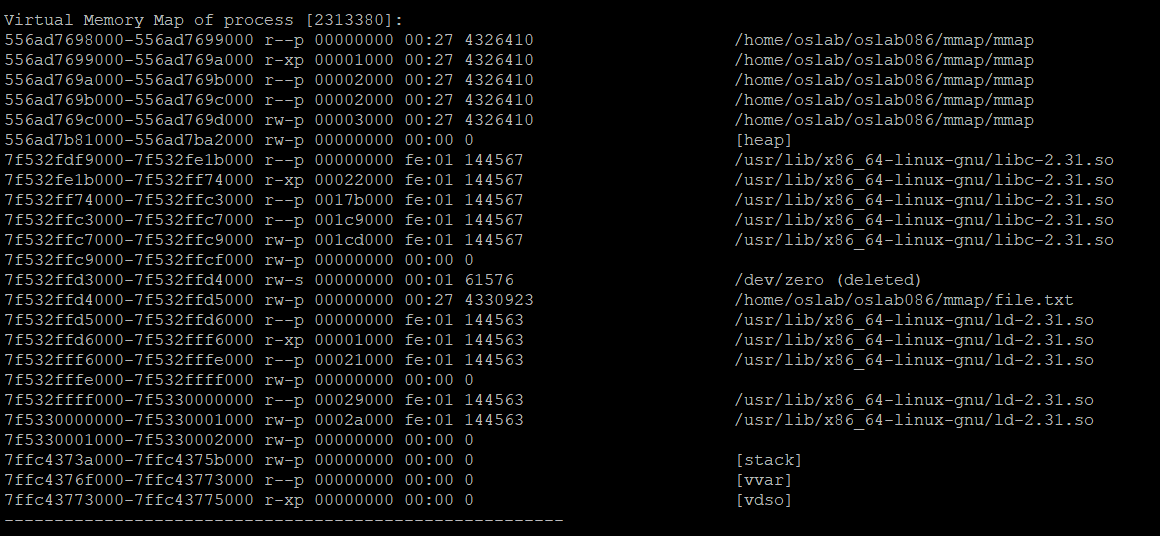 Virtual Memory Map of process [2313380]:
556ad7698000-556ad7699000 r--p 00000000 00:27 4326410 /home/oslab/oslab086/mmap/mmap
556ad7699000-556ad769a000 r-xp 00001000 00:27 4326410 /home/oslab/oslab086/mmap/mmap
556ad769a000-556ad769b000 r--p 00002000 00:27 4326410 /home/oslab/oslab086/mmap/mmap
556ad769b000-556ad769c000 r--p 00002000 00:27 4326410 /home/oslab/oslab086/mmap/mmap
556ad769c000-556ad769d000 rw-p 00003000 00:27 4326410 /home/oslab/oslab086/mmap/mmap
556ad7b81000-556ad7ba2000 rw-p 00000000 00:00 0 [heap]
7f532fdf9000-7f532fe1b000 r--p 00000000 fe:01 144567 /usr/lib/x86_64-linux-gnu/libc-2.31.so
7f532fe1b000-7f532ff74000 r-xp 00022000 fe:01 144567 /usr/lib/x86_64-linux-gnu/libc-2.31.so
7f532ff74000-7f532ffc3000 r--p 0017b000 fe:01 144567 /usr/lib/x86_64-linux-gnu/libc-2.31.so
7f532ffc3000-7f532ffc7000 r--p 001c9000 fe:01 144567 /usr/lib/x86_64-linux-gnu/libc-2.31.so
7f532ffc7000-7f532ffc9000 rw-p 001cd000 fe:01 144567 /usr/lib/x86_64-linux-gnu/libc-2.31.so
7f532ffc9000-7f532ffcf000 rw-p 00000000 00:00 0
7f532ffd3000-7f532ffd4000 rw-s 00000000 00:01 61576 /dev/zero (deleted)
7f532ffd4000-7f532ffd5000 rw-p 00000000 00:27 4330923 /home/oslab/oslab086/mmap/file.txt
7f532ffd5000-7f532ffd6000 r--p 00000000 fe:01 144563 /usr/lib/x86_64-linux-gnu/ld-2.31.so
7f532ffd6000-7f532fff6000 r-xp 00001000 fe:01 144563 /usr/lib/x86_64-linux-gnu/ld-2.31.so
7f532fff6000-7f532fffe000 r--p 00021000 fe:01 144563 /usr/lib/x86_64-linux-gnu/ld-2.31.so
7f532fffe000-7f532ffff000 rw-p 00000000 00:00 0
7f532ffff000-7f5330000000 r--p 00029000 fe:01 144563 /usr/lib/x86_64-linux-gnu/ld-2.31.so
7f5330000000-7f5330001000 rw-p 0002a000 fe:01 144563 /usr/lib/x86_64-linux-gnu/ld-2.31.so
7f5330001000-7f5330002000 rw-p 00000000 00:00 0
7ffc4373a000-7ffc4375b000 rw-p 00000000 00:00 0 [stack]
7ffc4376f000-7ffc43773000 r--p 00000000 00:00 0 [vvar]
7ffc43773000-7ffc43775000 r-xp 00000000 00:00 0 [vdso]
--------------------------------------------------------